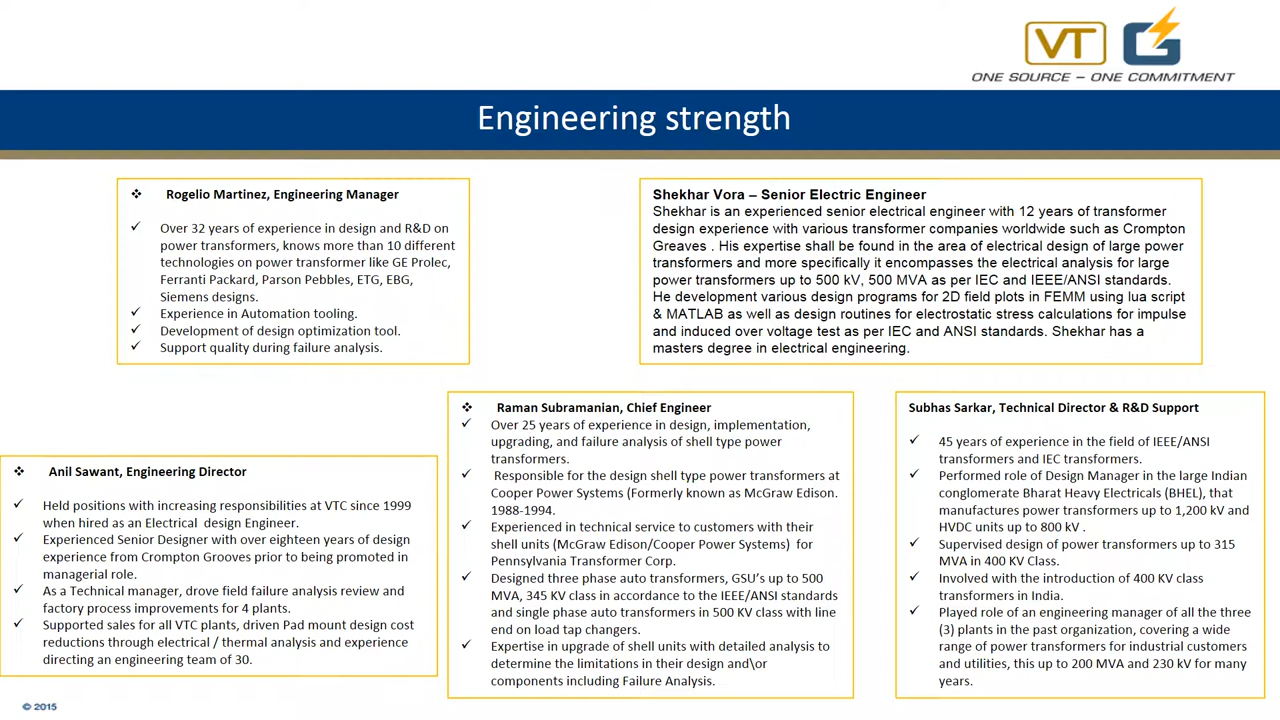 VT G
ONE SOURCE – ONE COMMITMENT
Engineering strength
❖ Rogelio Martinez, Engineering Manager
✓ Over 32 years of experience in design and R&D on
power transformers, knows more than 10 different
technologies on power transformer like GE Prolec,
Ferranti Packard, Parson Pebbles, ETG, EBG,
Siemens designs.
✓ Experience in Automation tooling.
✓ Development of design optimization tool.
✓ Support quality during failure analysis.
Shekhar Vora – Senior Electric Engineer
Shekhar is an experienced senior electrical engineer with 12 years of transformer
design experience with various transformer companies worldwide such as Crompton
Greaves . His expertise shall be found in the area of electrical design of large power
transformers and more specifically it encompasses the electrical analysis for large
power transformers up to 500 kV, 500 MVA as per IEC and IEEE/ANSI standards.
He development various design programs for 2D field plots in FEMM using lua script
& MATLAB as well as design routines for electrostatic stress calculations for impulse
and induced over voltage test as per IEC and ANSI standards. Shekhar has a
masters degree in electrical engineering.
❖ Anil Sawant, Engineering Director
✓ Held positions with increasing responsibilities at VTC since 1999
when hired as an Electrical design Engineer.
✓ Experienced Senior Designer with over eighteen years of design
experience from Crompton Grooves prior to being promoted in
managerial role.
✓ As a Technical manager, drove field failure analysis review and
factory process improvements for 4 plants.
✓ Supported sales for all VTC plants, driven Pad mount design cost
reductions through electrical / thermal analysis and experience
directing an engineering team of 30.
❖ Raman Subramanian, Chief Engineer
✓ Over 25 years of experience in design, implementation,
upgrading, and failure analysis of shell type power
transformers.
✓ Responsible for the design shell type power transformers at
Cooper Power Systems (Formerly known as McGraw Edison.
1988-1994.
✓ Experienced in technical service to customers with their
shell units (McGraw Edison/Cooper Power Systems) for
Pennsylvania Transformer Corp.
✓ Designed three phase auto transformers, GSU's up to 500
MVA, 345 KV class in accordance to the IEEE/ANSI standards
and single phase auto transformers in 500 KV class with line
end on load tap changers.
✓ Expertise in upgrade of shell units with detailed analysis to
determine the limitations in their design and\or
components including Failure Analysis.
Subhas Sarkar, Technical Director & R&D Support
✓ 45 years of experience in the field of IEEE/ANSI
transformers and IEC transformers.
✓ Performed role of Design Manager in the large Indian
conglomerate Bharat Heavy Electricals (BHEL), that
manufactures power transformers up to 1,200 kV and
HVDC units up to 800 kV .
✓ Supervised design of power transformers up to 315
MVA in 400 KV Class.
✓ Involved with the introduction of 400 KV class
transformers in India.
✓ Played role of an engineering manager of all the three
(3) plants in the past organization, covering a wide
range of power transformers for industrial customers
and utilities, this up to 200 MVA and 230 kV for many
years.
© 2015